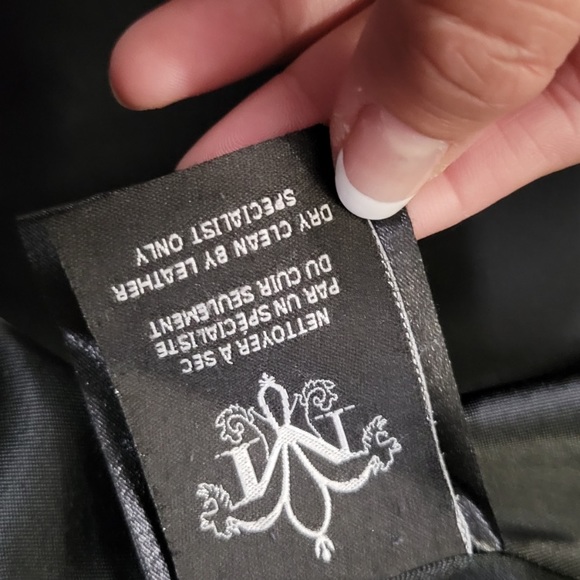 M
NETTOYER À SEC
PAR UN SPÉCIALISTE
DU CUIR SEULEMENT
DRY CLEAN BY LEATHER
SPECIALIST ONLY